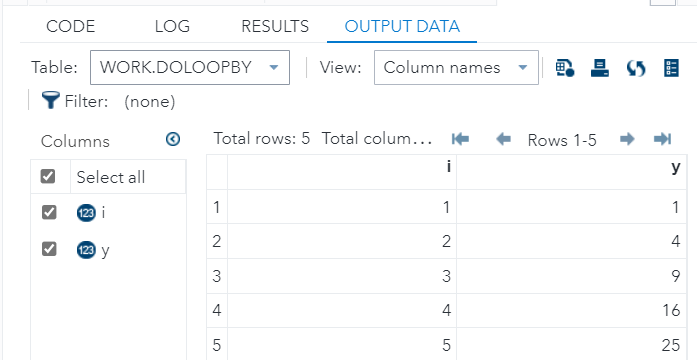 CODE LOG RESULTS OUTPUT DATA
Table: WORK.DOLOOPBY View: Column names
Filter: (none)
Columns Total rows: 5 Total colum... Rows 1-5
Select all i y
123 i 1 1 1
2 2 4
123 y 3 3 9
4 4 16
5 5 25